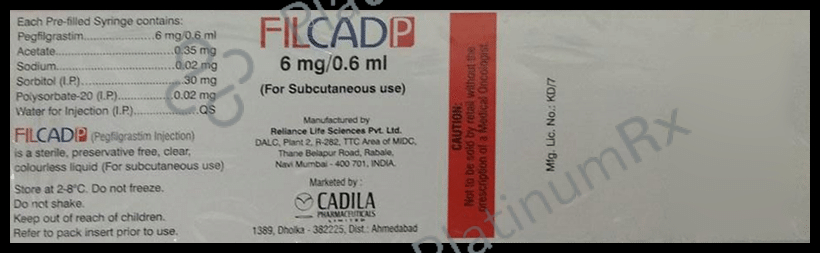 Each Pre-filled Syringe contains:
Pegfilgrastim....................6 mg/0.6 ml
Acetate............................0.35 mg
Sodium............................0.02 mg
Sorbitol (I.P.)......................30 mg
Polysorbate-20 (I.P.)............0.02 mg
Water for Injection (I.P.)..............QS
FILCADP (Pegfilgrastim Injection)
is a sterile, preservative free, clear,
colourless liquid (For subcutaneous use)
Store at 2-8°C. Do not freeze.
Do not shake.
Keep out of reach of children.
Refer to pack insert prior to use.
FILCADP
6 mg/0.6 ml
(For Subcutaneous use)
Manufactured by
Reliance Life Sciences Pvt. Ltd.
DALC, Plant 2, R-282, TTC Area of MIDC,
Thane Belapur Road, Rabale,
Navi Mumbai - 400 701, INDIA.
Marketed by :
CADILA
PHARMACEUTICALS
LIMITED
1389, Dholka - 382225, Dist.: Ahmedabad
CAUTION:
Not to be sold by retail without the
prescription of a Medical Oncologist.
Mfg. Lic. No.: KD/7
PlatinumRx